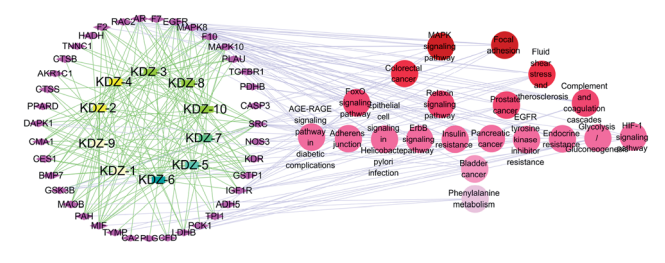 AR
F7
EGFR
RAC2
MAPK8
F2
F10
HADH
MAPK10
TNNC1
PLAU
CTSB
TGFBR1
AKR1C1
PDHB
CTSS
CASP3
PPARD
SRC
DAPK1
NOS3
CMA1
KDR
CES1
GSTP1
BMP7
IGF1R
GSK3B
ADH5
MAOB
TPI1
PAH
PCK1
MIF
LDHB
TYMP
CA2
PLG
CFD
KDZ-3
KDZ-4
KDZ-8
KDZ-2
KDZ-10
KDZ-9
KDZ-7
KDZ-1
KDZ-5
KDZ-6
MAPK
signaling
pathway
Focal
adhesion
Colorectal
cancer
Fluid
shear
stress
and
atherosclerosis
FoxO
signaling
pathway
Relaxin
signaling
pathway
Prostate
cancer
Complement
and
coagulation
cascades
AGE-RAGE
signaling
pathway
in
diabetic
complications
Adherens
junction
Epithelial
cell
signaling
in
Helicobacter
pylori
infection
ErbB
signaling
pathway
Insulin
resistance
Pancreatic
cancer
EGFR
tyrosine
kinase
inhibitor
resistance
Endocrine
resistance
Glycolysis
/
Gluconeogenesis
HIF-1
signaling
pathway
Bladder
cancer
Phenylalanine
metabolism